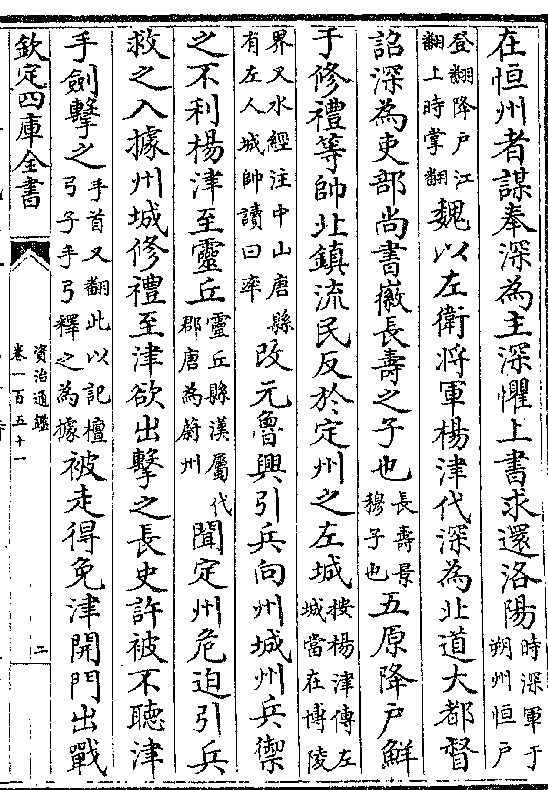 在恒州者謀奉深為主深懼上書求還洛陽時深軍于朔州恒戶
登翻降戶江翻上時掌翻魏以左衛將軍楊津代深為北道大都督
詔深為吏部尚書徽長壽之子也長壽景穆子也五原降戶鮮
于修禮等帥北鎮流民反於定州之左城按楊津傳左城當在博陵
界又水經注中山唐縣有左人城帥讀曰率改元魯興引兵向州城州兵禦
之不利楊津至靈丘靈丘縣漢屬代郡唐為蔚州聞定州危迫引兵
救之入據州城修禮至津欲出擊之長史許被不聽津
手劍擊之手首又翻此以記檀弓子手弓釋之為據被走得免津開門出戰
欽定四庫全書
資治通鑑
卷一百五十一
二